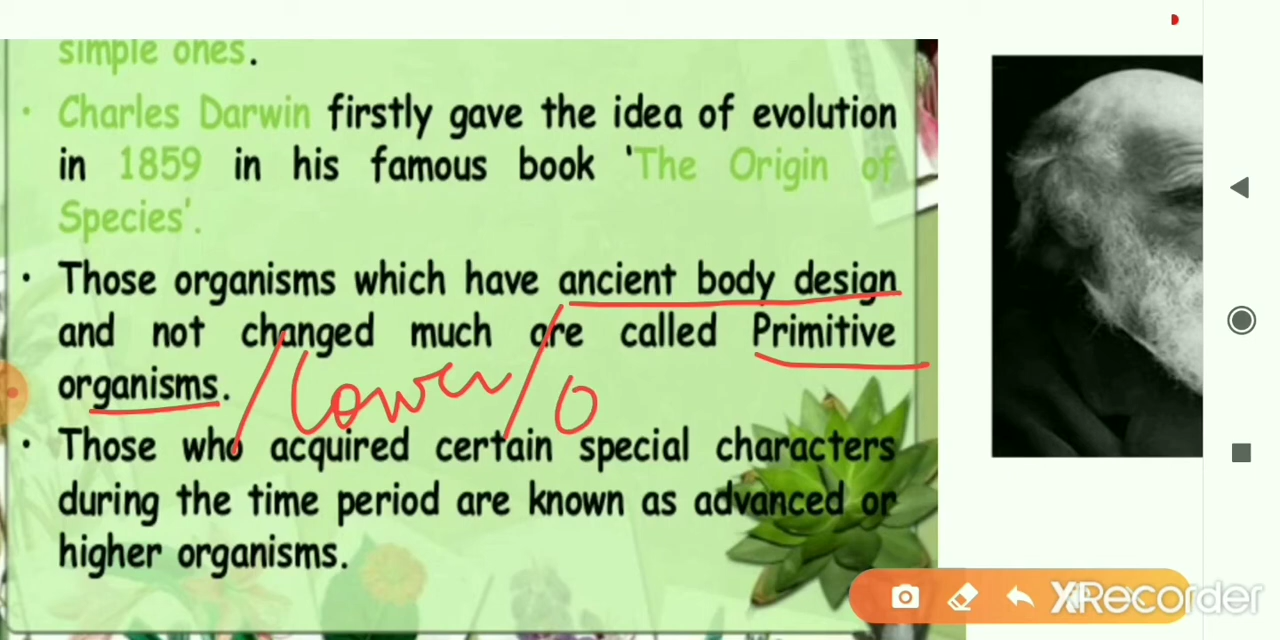 simple ones.
• Charles Darwin firstly gave the idea of evolution
in 1859 in his famous book 'The Origin of
Species'.
• Those organisms which have ancient body design
and not changed much are called Primitive
organisms. / lower / O
• Those who acquired certain special characters
during the time period are known as advanced or
higher organisms.
XRecorder